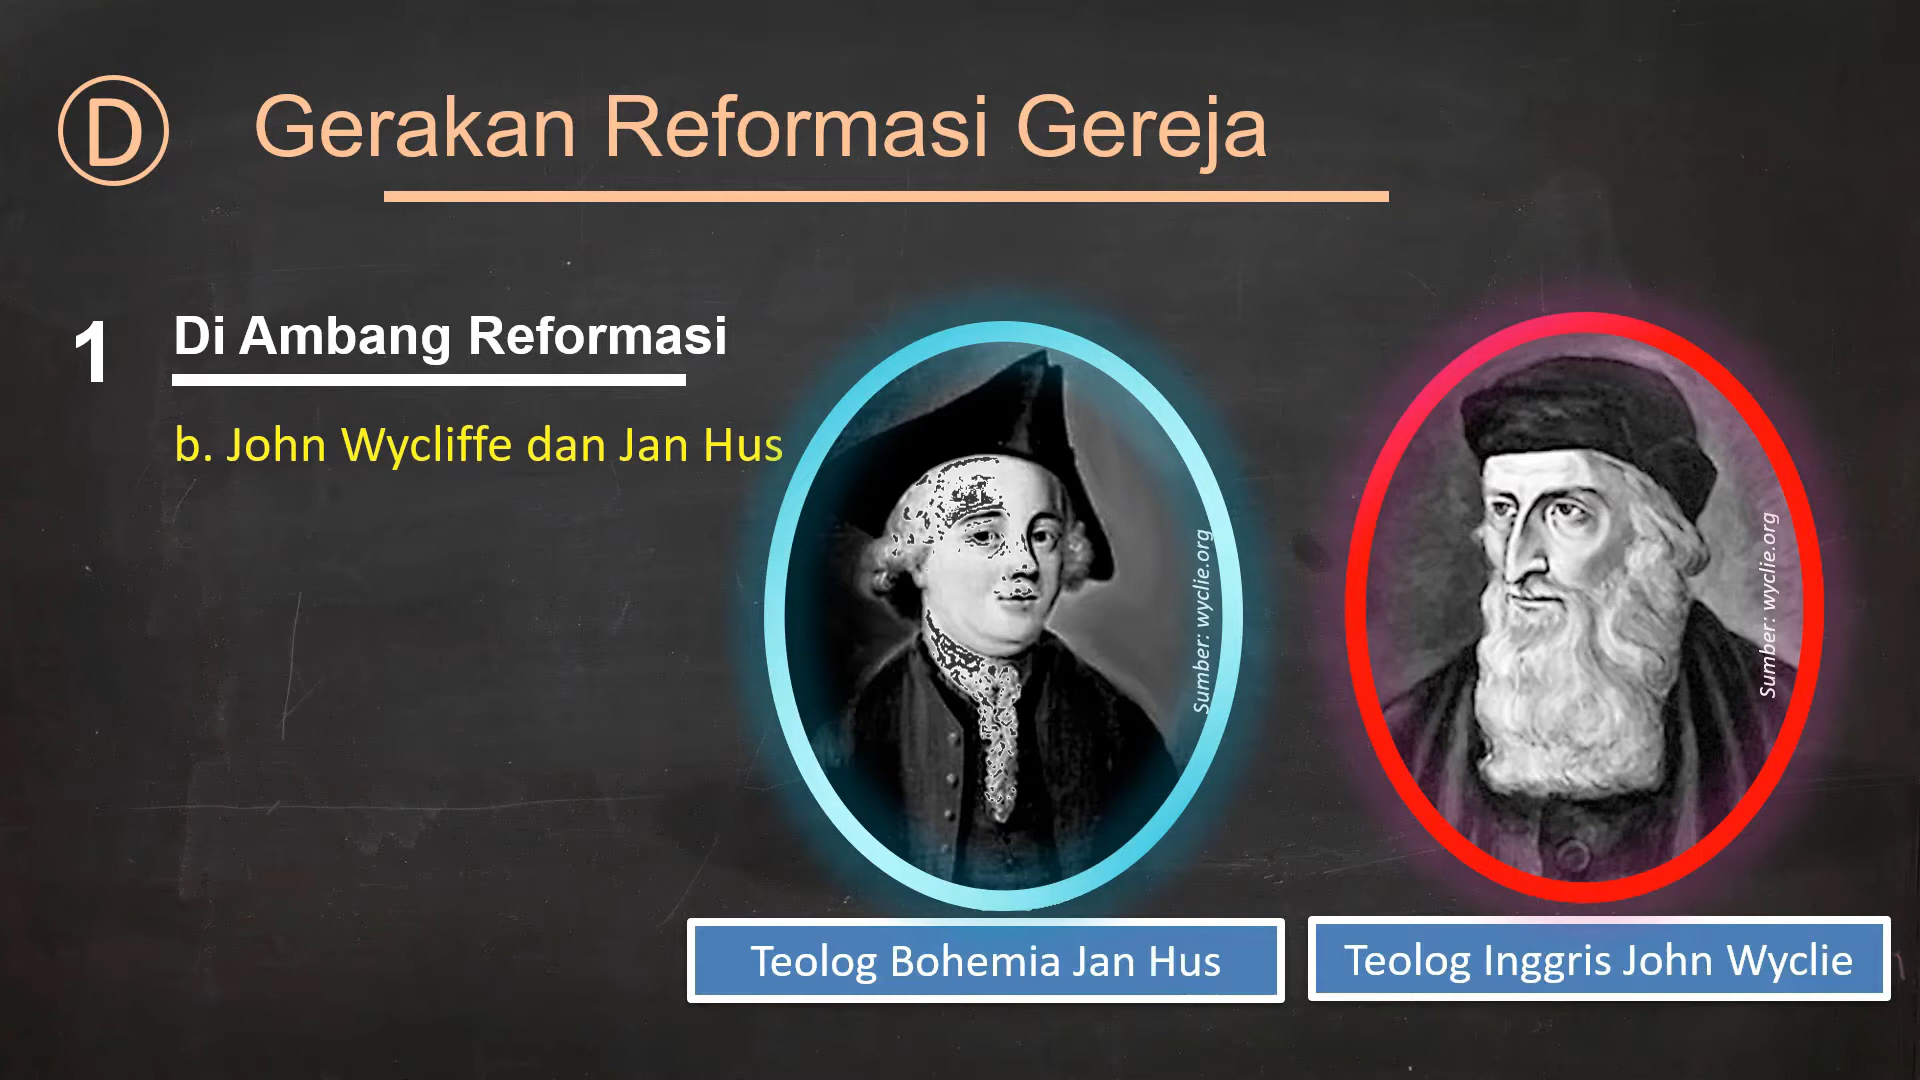 D
Gerakan Reformasi Gereja
1
Di Ambang Reformasi
b. John Wycliffe dan Jan Hus
Sumber: wyclie.org
Sumber: wyclie.org
Teolog Bohemia Jan Hus
Teolog Inggris John Wyclie